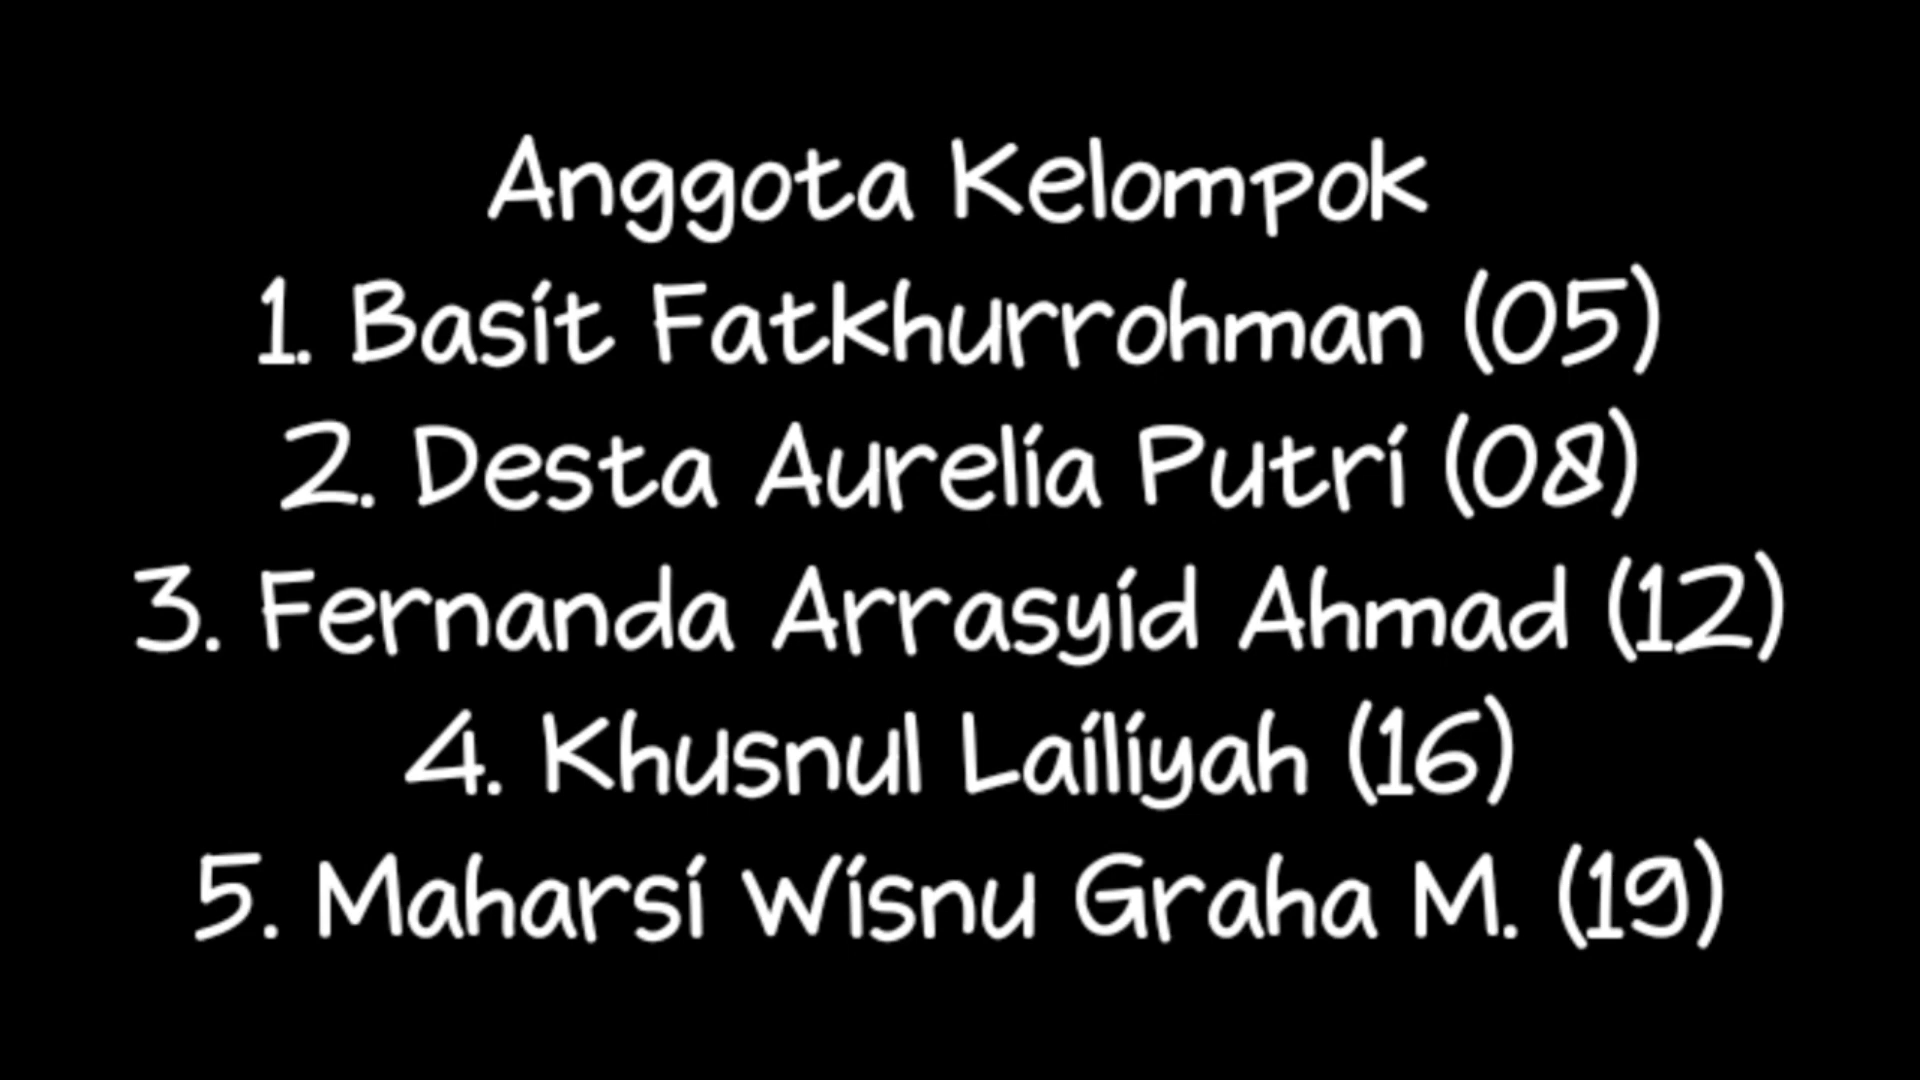 Anggota Kelompok
1. Basit Fatkhurrohman (05)
2. Desta Aurelia Putri (08)
3. Fernanda Arrasyid Ahmad (12)
4. Khusnul Lailiyah (16)
5. Maharsi Wisnu Graha M. (19)